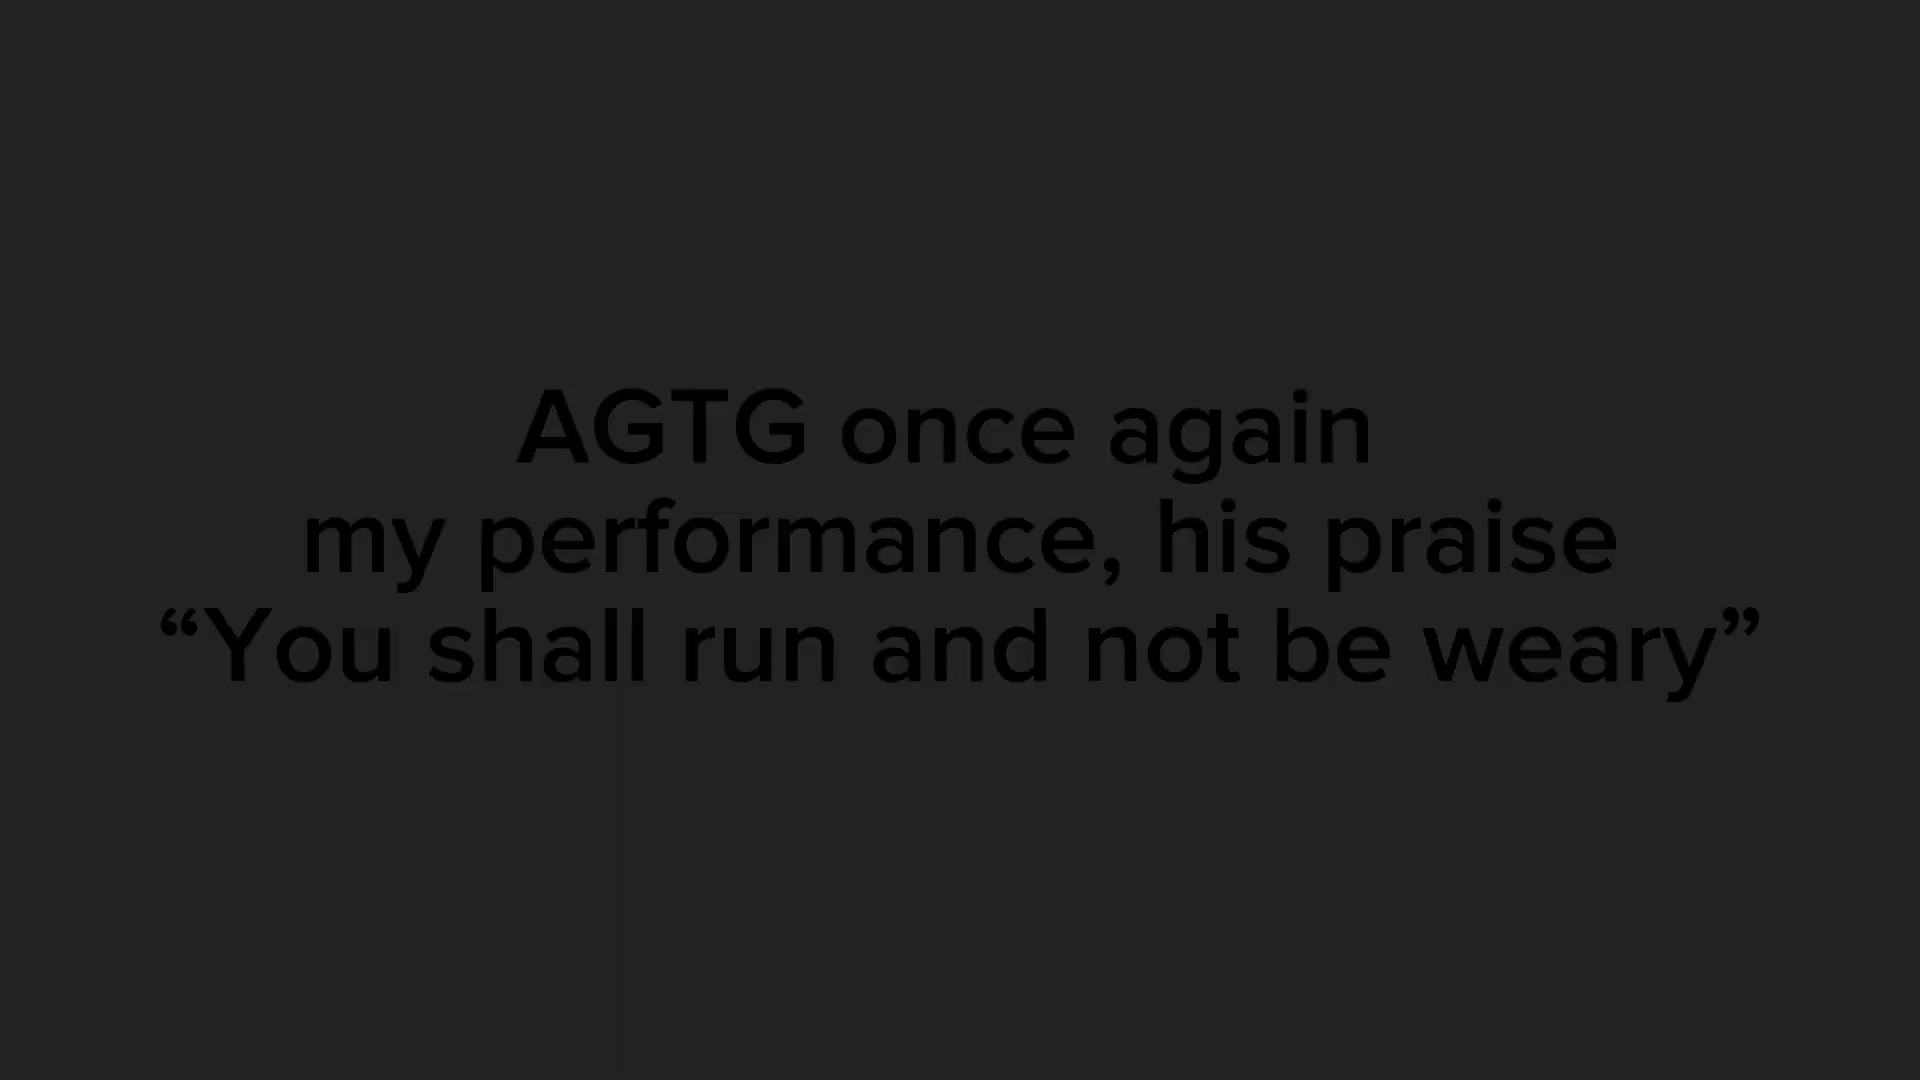 AGTG once again
my performance, his praise
“You shall run and not be weary”